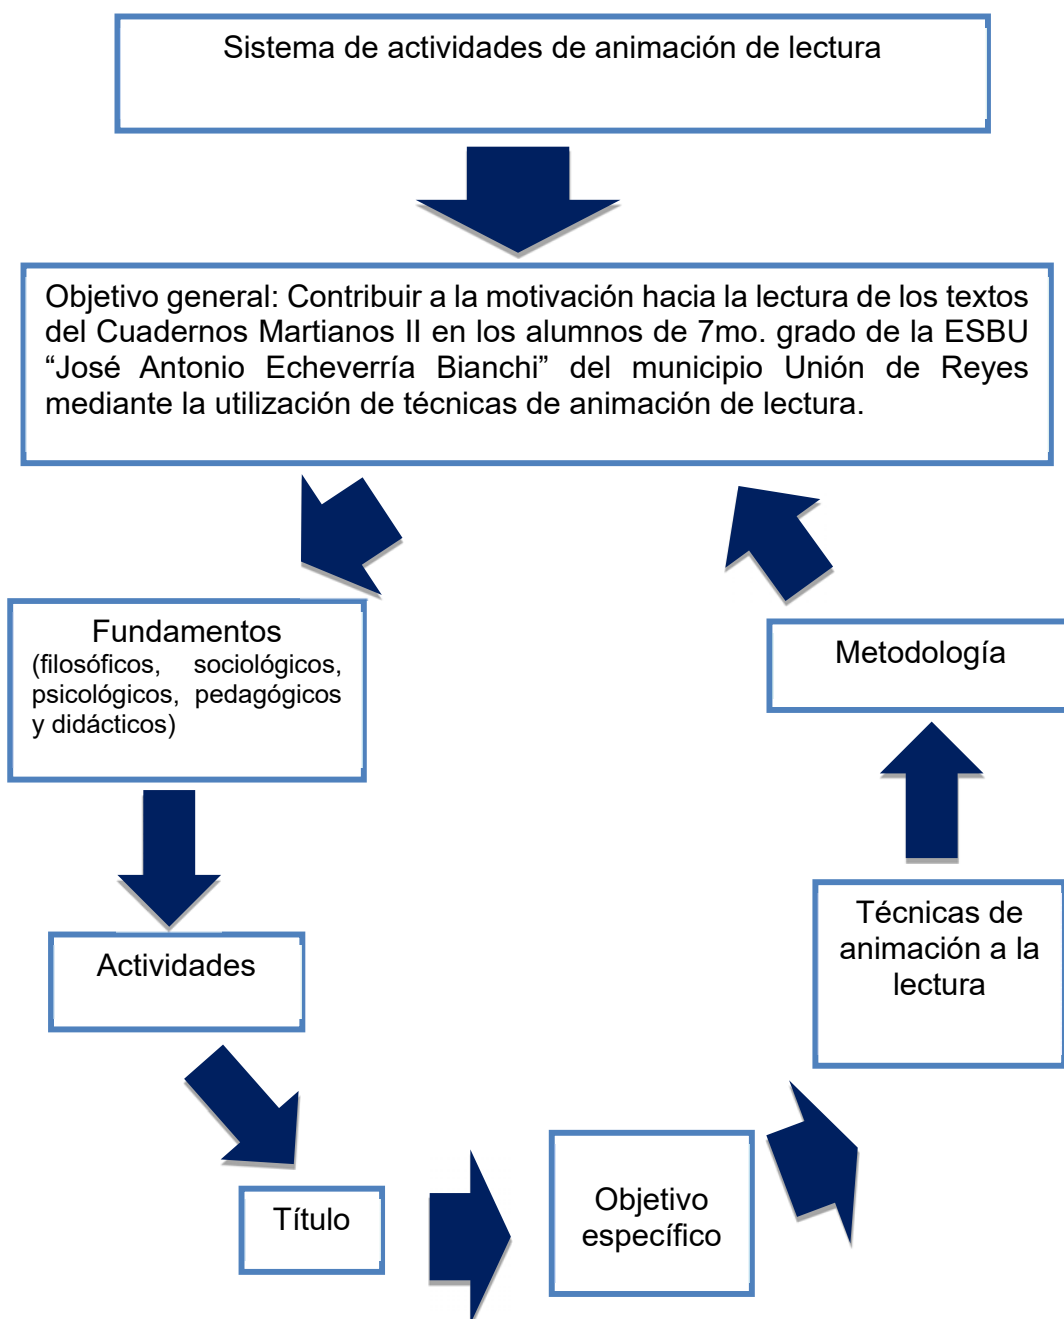 Sistema de actividades de animación de lectura
Objetivo general: Contribuir a la motivación hacia la lectura de los textos
del Cuadernos Martianos II en los alumnos de 7mo. grado de la ESBU
“José Antonio Echeverría Bianchi” del municipio Unión de Reyes
mediante la utilización de técnicas de animación de lectura.
Fundamentos
(filosóficos, sociológicos,
psicológicos, pedagógicos
y didácticos)
Actividades
Título
Objetivo
específico
Técnicas de
animación a la
lectura
Metodología